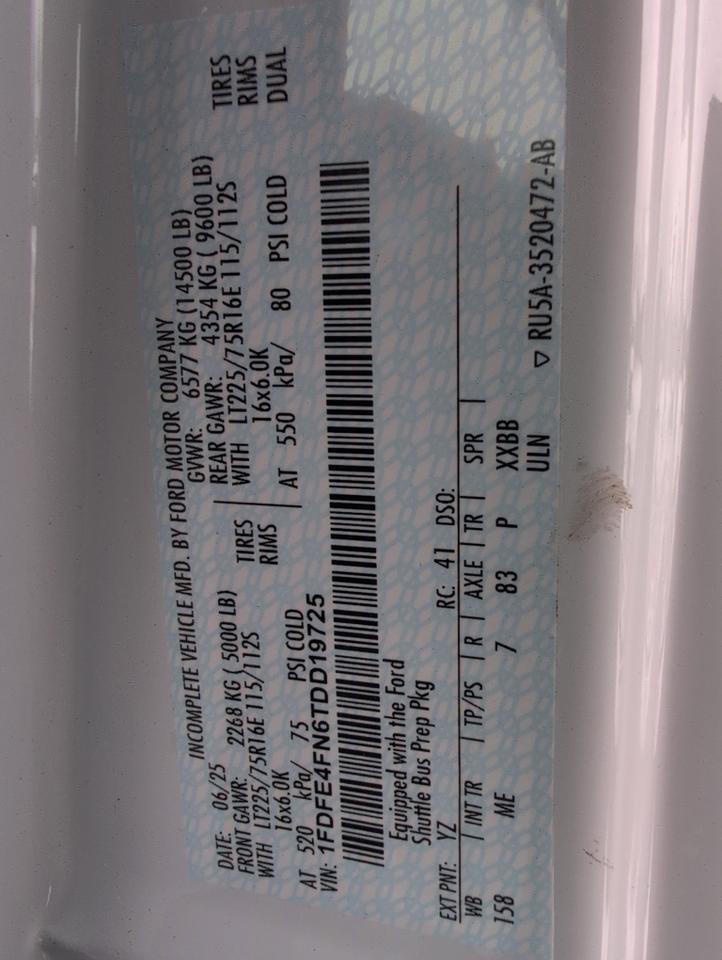 INCOMPLETE VEHICLE MFD. BY FORD MOTOR COMPANY
DATE: 06/25 GVWR: 6577 KG (14500 LB)
FRONT GAWR: 2268 KG ( 5000 LB) REAR GAWR: 4354 KG ( 9600 LB)
WITH LT225/75R16E 115/112S TIRES WITH LT225/75R16E 115/112S TIRES
16x6.0K RIMS 16x6.0K RIMS
AT 520 kPa/ 75 PSI COLD AT 550 kPa/ 80 PSI COLD DUAL
VIN: 1FDFE4FN6TDD19725
Equipped with the Ford
Shuttle Bus Prep Pkg
EXT PNT: YZ RC: 41 DSO:
WB | INT TR | TP/PS | R | AXLE | TR | SPR |
158 ME 7 83 P XXBB
ULN ▽ RU5A-3520472-AB